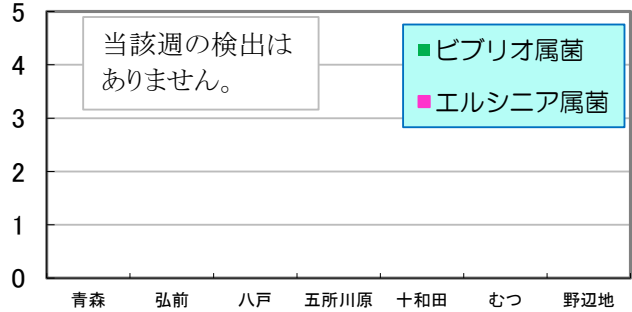 5
4
3
2
1
0
当該週の検出は
ありません。
ビブリオ属菌
エルシニア属菌
青森 弘前 八戸 五所川原 十和田 むつ 野辺地